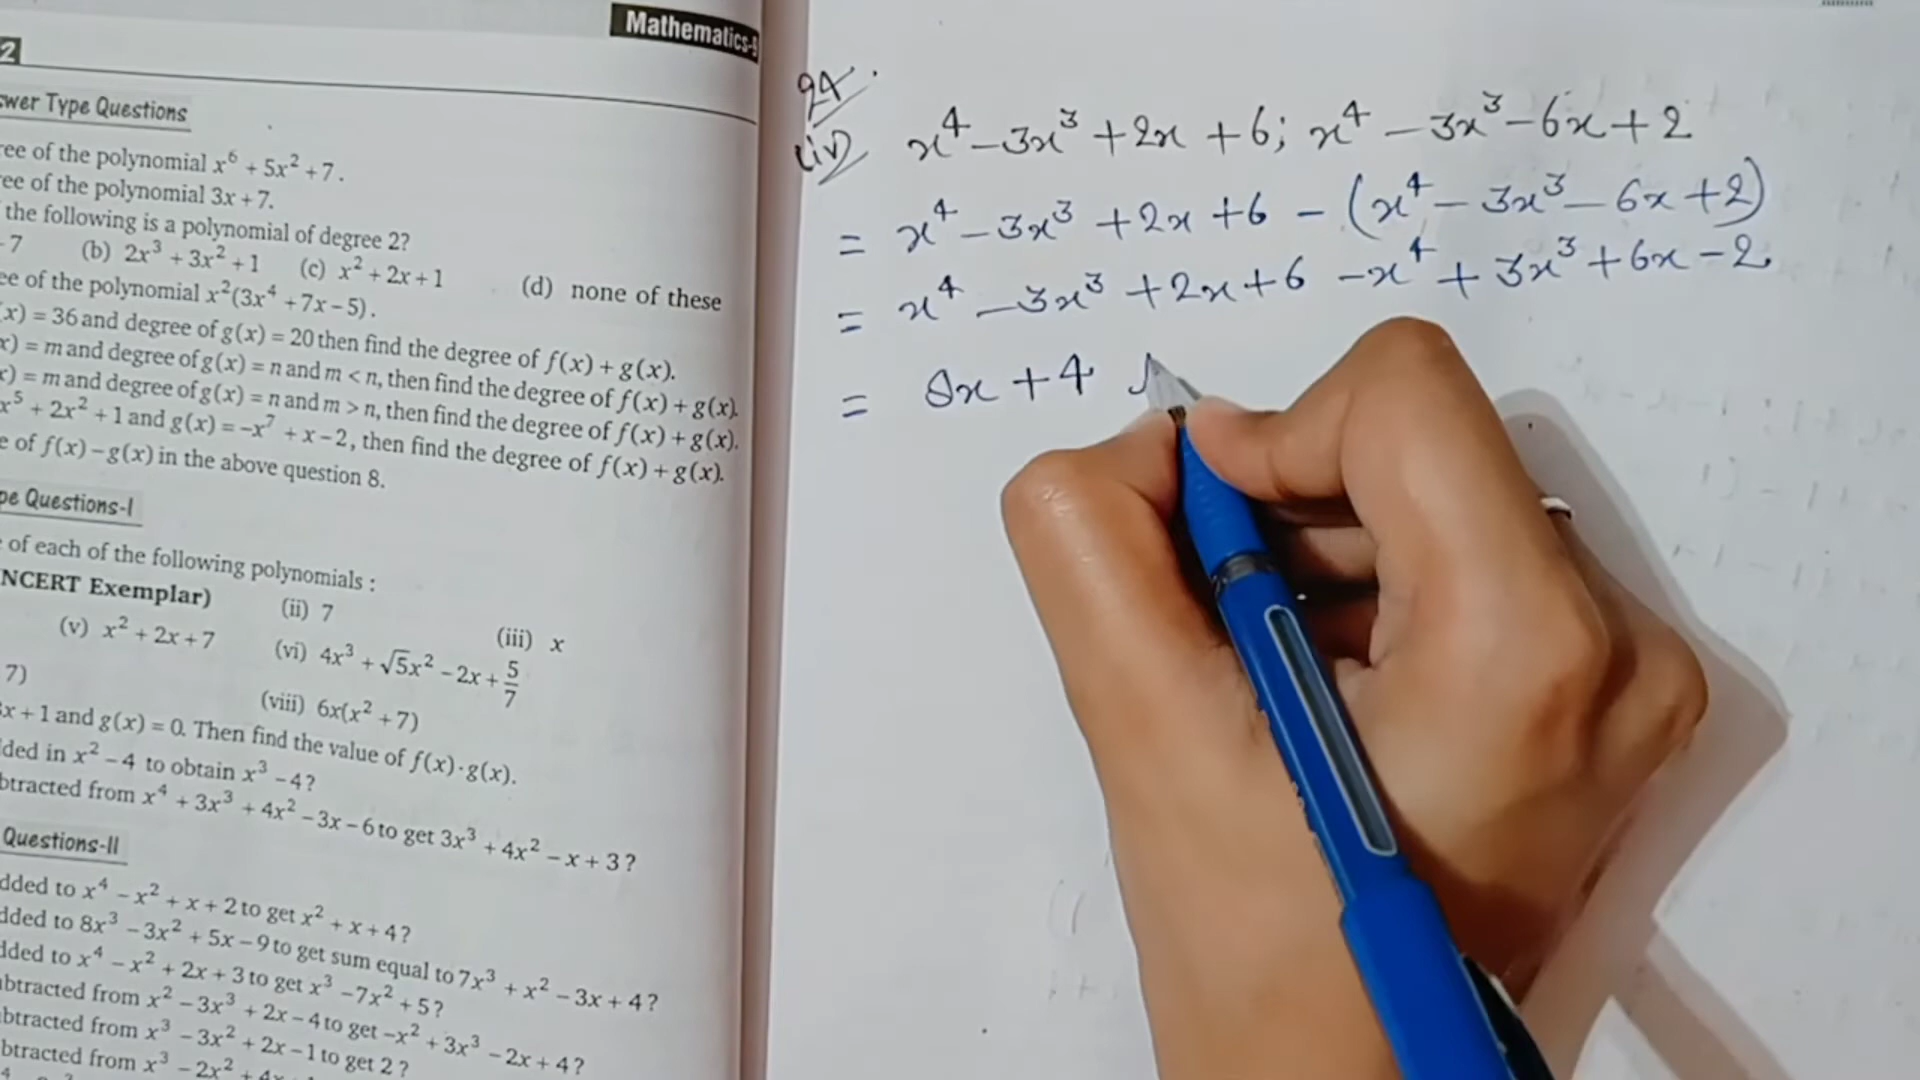 Mathematics-9
2
swer Type Questions
ree of the polynomial x⁶ + 5x² + 7.
ee of the polynomial 3x + 7.
the following is a polynomial of degree 2?
- 7 (b) 2x³ + 3x² + 1 (c) x² + 2x + 1 (d) none of these
ee of the polynomial x²(3x⁴ + 7x – 5).
(x) = 36 and degree of g(x) = 20 then find the degree of f(x) + g(x).
x) = m and degree of g(x) = n and m < n, then find the degree of f(x) + g(x).
x) = m and degree of g(x) = n and m > n, then find the degree of f(x) + g(x).
x⁵ + 2x² + 1 and g(x) = –x⁷ + x – 2, then find the degree of f(x) + g(x).
e of f(x) – g(x) in the above question 8.
pe Questions-I
of each of the following polynomials :
NCERT Exemplar) (ii) 7 (iii) x
(v) x² + 2x + 7 (vi) 4x³ + √5x² – 2x + 5/7
7) (viii) 6x(x² + 7)
x + 1 and g(x) = 0. Then find the value of f(x)·g(x).
dded in x² – 4 to obtain x³ – 4?
btracted from x⁴ + 3x³ + 4x² – 3x – 6 to get 3x³ + 4x² – x + 3?
Questions-II
dded to x⁴ – x² + x + 2 to get x² + x + 4?
dded to 8x³ – 3x² + 5x – 9 to get sum equal to 7x³ + x² – 3x + 4?
dded to x⁴ – x² + 2x + 3 to get x³ – 7x² + 5?
btracted from x² – 3x³ + 2x – 4 to get –x² + 3x³ – 2x + 4?
btracted from x³ – 3x² + 2x – 1 to get 2?
btracted from x³ – 2x² + 4x
24.
(iv) x⁴ – 3x³ + 2x + 6; x⁴ – 3x³ – 6x + 2
= x⁴ – 3x³ + 2x + 6 – (x⁴ – 3x³ – 6x + 2)
= x⁴ – 3x³ + 2x + 6 – x⁴ + 3x³ + 6x – 2
= 8x + 4